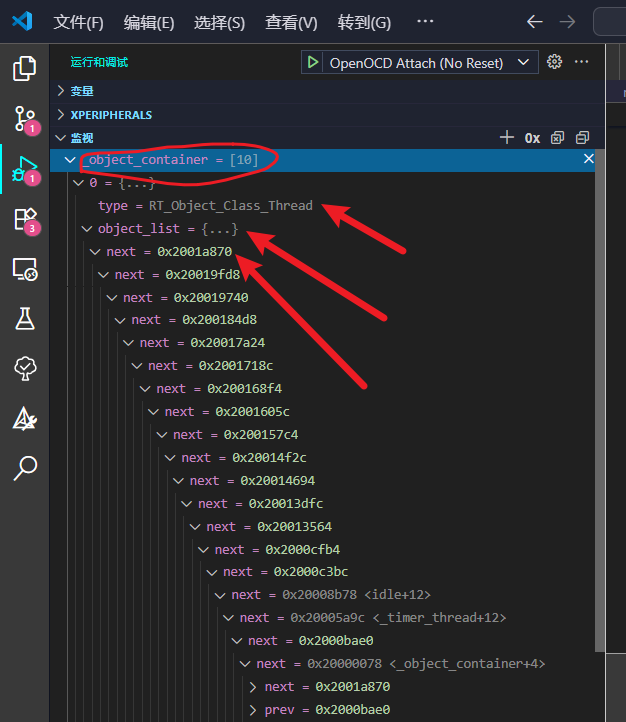 文件(F) 编辑(E) 选择(S) 查看(V) 转到(G) ···
运行和调试 OpenOCD Attach (No Reset) ···
变量
XPERIPHERALS
监视 0x
_object_container = [10]
0 = {...}
type = RT_Object_Class_Thread
object_list = {...}
next = 0x2001a870
next = 0x20019fd8
next = 0x20019740
next = 0x200184d8
next = 0x20017a24
next = 0x2001718c
next = 0x200168f4
next = 0x2001605c
next = 0x200157c4
next = 0x20014f2c
next = 0x20014694
next = 0x20013dfc
next = 0x20013564
next = 0x2000cfb4
next = 0x2000c3bc
next = 0x20008b78 <idle+12>
next = 0x20005a9c <_timer_thread+12>
next = 0x2000bae0
next = 0x20000078 <_object_container+4>
next = 0x2001a870
prev = 0x2000bae0
1
1
3